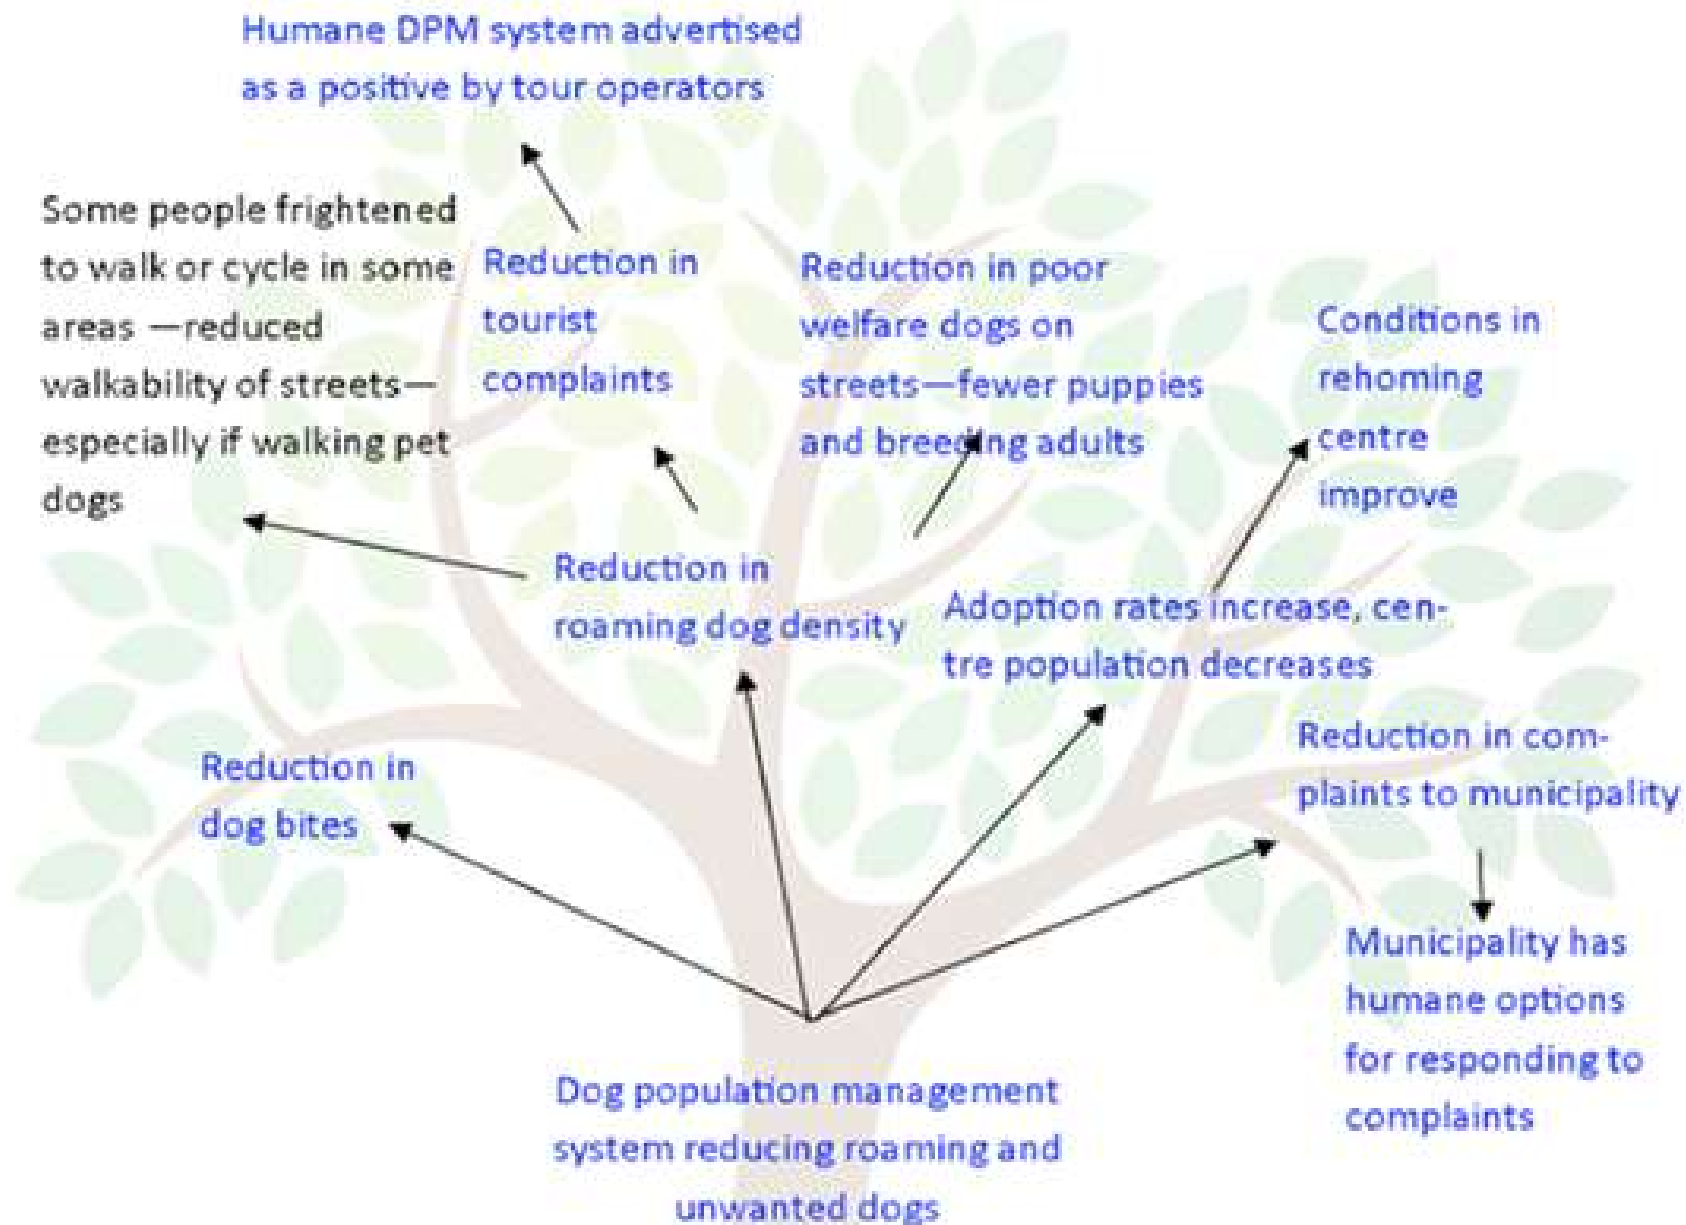 Humane DPM system advertised
as a positive by tour operators
Some people frightened
to walk or cycle in some
areas —reduced
walkability of streets—
especially if walking pet
dogs
Reduction in
tourist
complaints
Reduction in poor
welfare dogs on
streets—fewer puppies
and breeding adults
Conditions in
rehoming
centre
improve
Reduction in
roaming dog density
Adoption rates increase, cen-
tre population decreases
Reduction in
dog bites
Reduction in com-
plaints to municipality
Municipality has
humane options
for responding to
complaints
Dog population management
system reducing roaming and
unwanted dogs